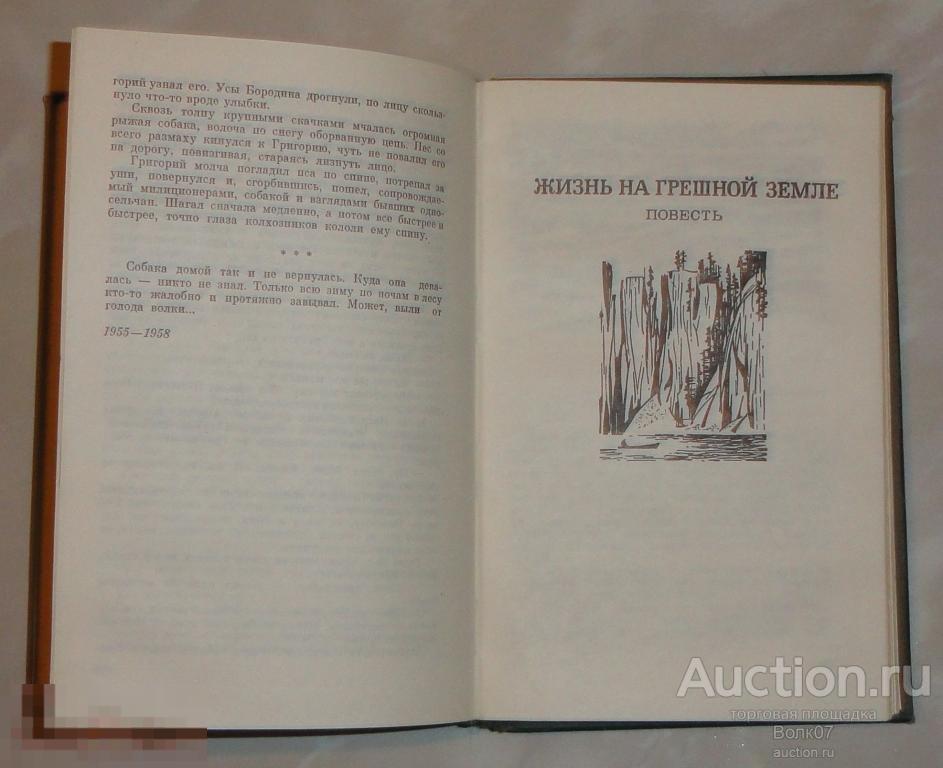 горий узнал его. Усы Бородина дрогнули, по лицу сколь-
нуло что-то вроде улыбки.
Сквозь толпу крупными скачками мчалась огромная
рыжая собака, волоча по снегу оборванную цепь. Пес со
всего размаху кинулся к Григорию, чуть не повалил его
на дорогу, повизгивая, стараясь лизнуть лицо.
Григорий молча погладил пса по спине, потрепал за
уши, повернулся и, сгорбившись, пошел, сопровождае-
мый милиционерами, собакой и взглядами бывших одно-
сельчан. Шагал сначала медленно, а потом все быстрее и
быстрее, точно глаза колхозников кололи ему спину.
* * *
Собака домой так и не вернулась. Куда она дева-
лась — никто не знал. Только всю зиму по ночам в лесу
кто-то жалобно и протяжно завывал. Может, выли от
голода волки...
1955—1958
ЖИЗНЬ НА ГРЕШНОЙ ЗЕМЛЕ
ПОВЕСТЬ
Auction.ru
торговая площадка
Волк07
auction.ru